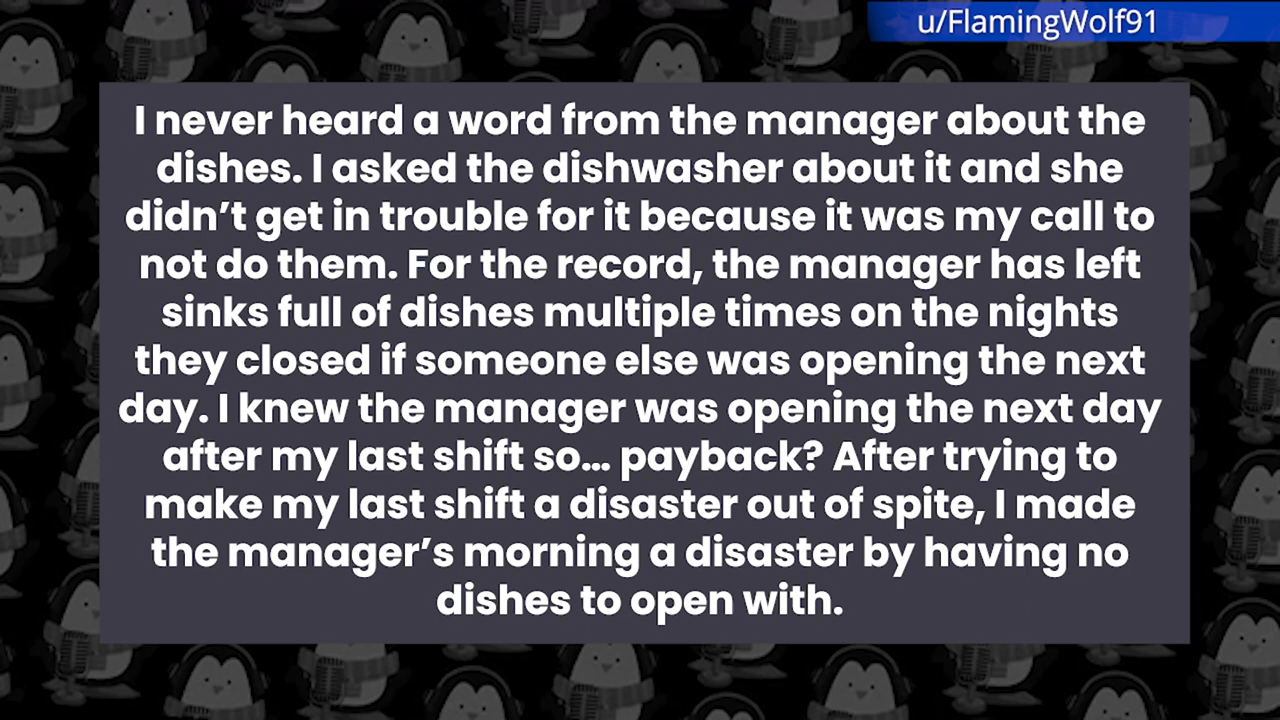 u/FlamingWolf91
I never heard a word from the manager about the
dishes. I asked the dishwasher about it and she
didn’t get in trouble for it because it was my call to
not do them. For the record, the manager has left
sinks full of dishes multiple times on the nights
they closed if someone else was opening the next
day. I knew the manager was opening the next day
after my last shift so… payback? After trying to
make my last shift a disaster out of spite, I made
the manager’s morning a disaster by having no
dishes to open with.